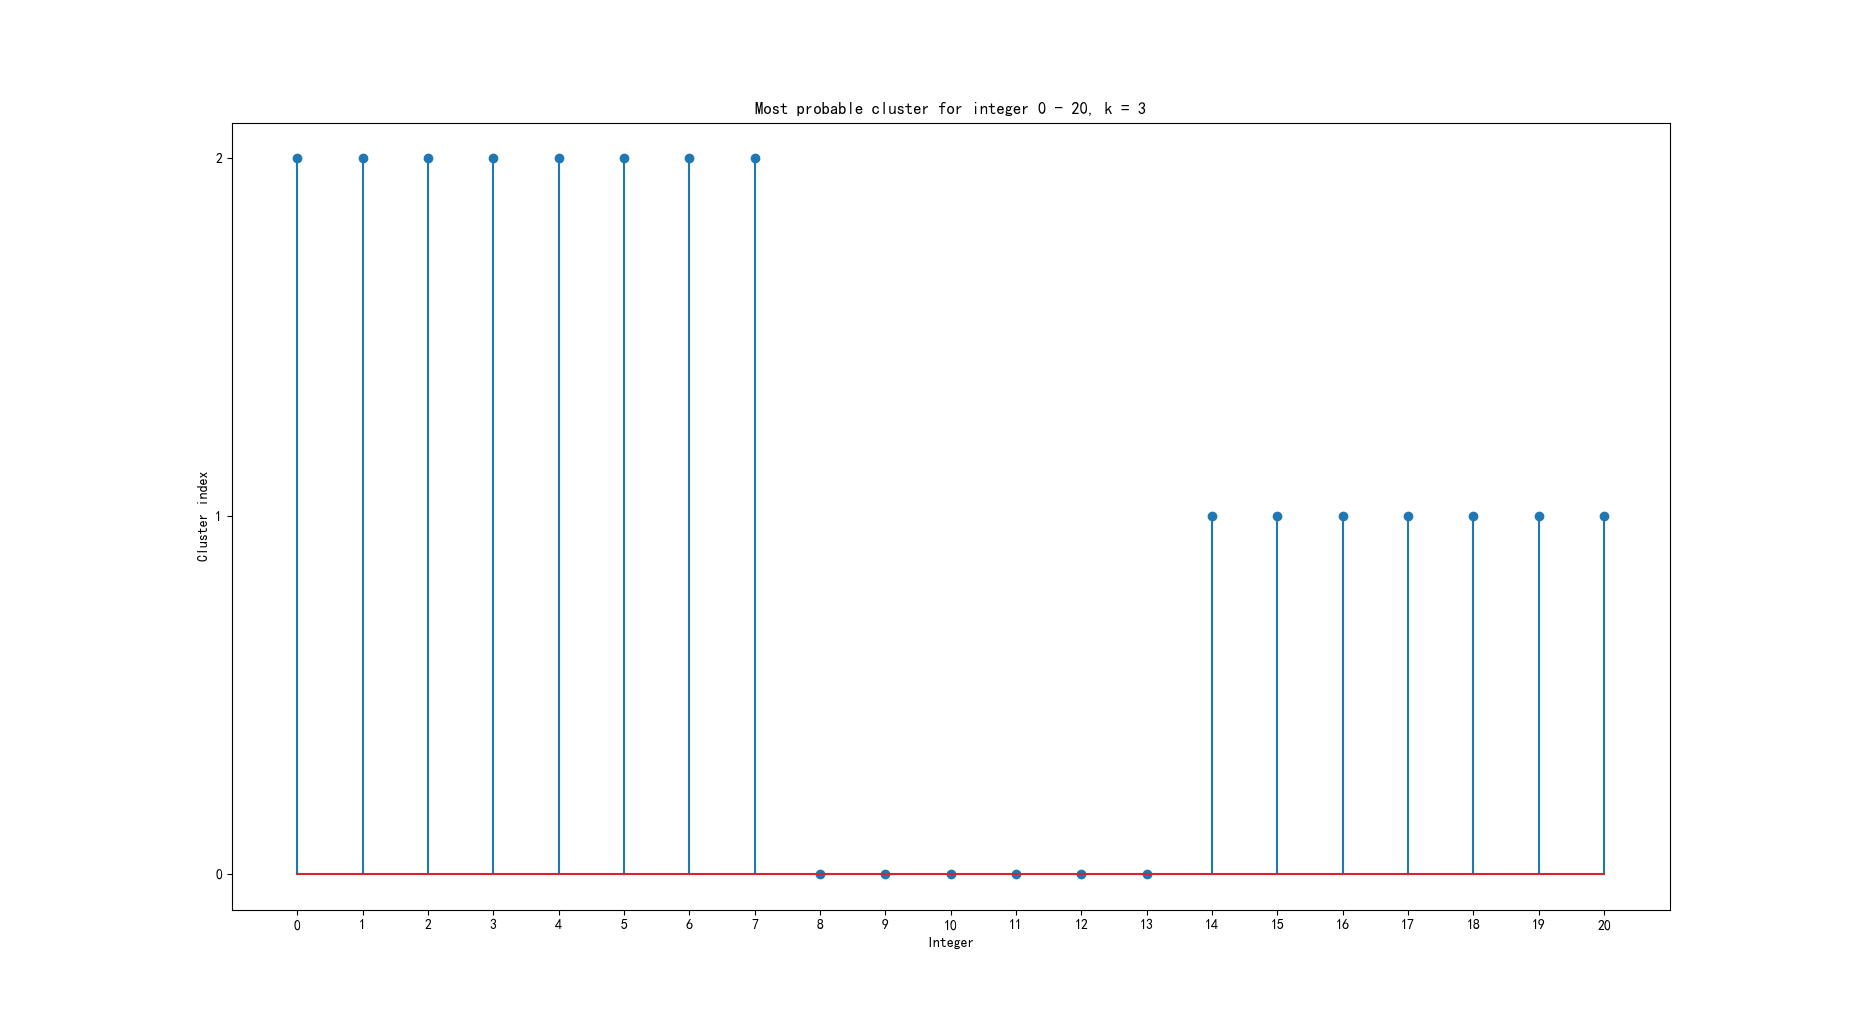 Most probable cluster for integer 0 - 20, k = 3
2
1
0
Cluster index
0 1 2 3 4 5 6 7 8 9 10 11 12 13 14 15 16 17 18 19 20
Integer